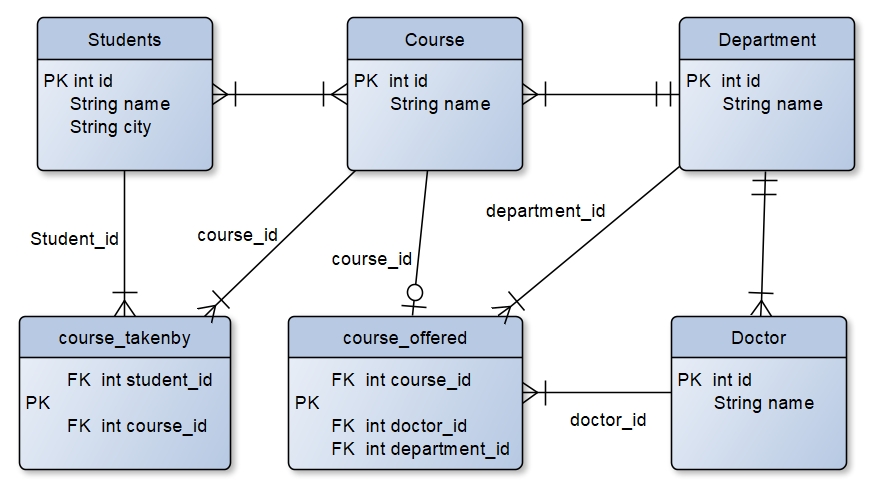 Students
PK int id
String name
String city
Course
PK int id
String name
Department
PK int id
String name
Student_id
course_id
course_id
department_id
course_takenby
FK int student_id
PK
FK int course_id
course_offered
FK int course_id
PK
FK int doctor_id
FK int department_id
doctor_id
Doctor
PK int id
String name